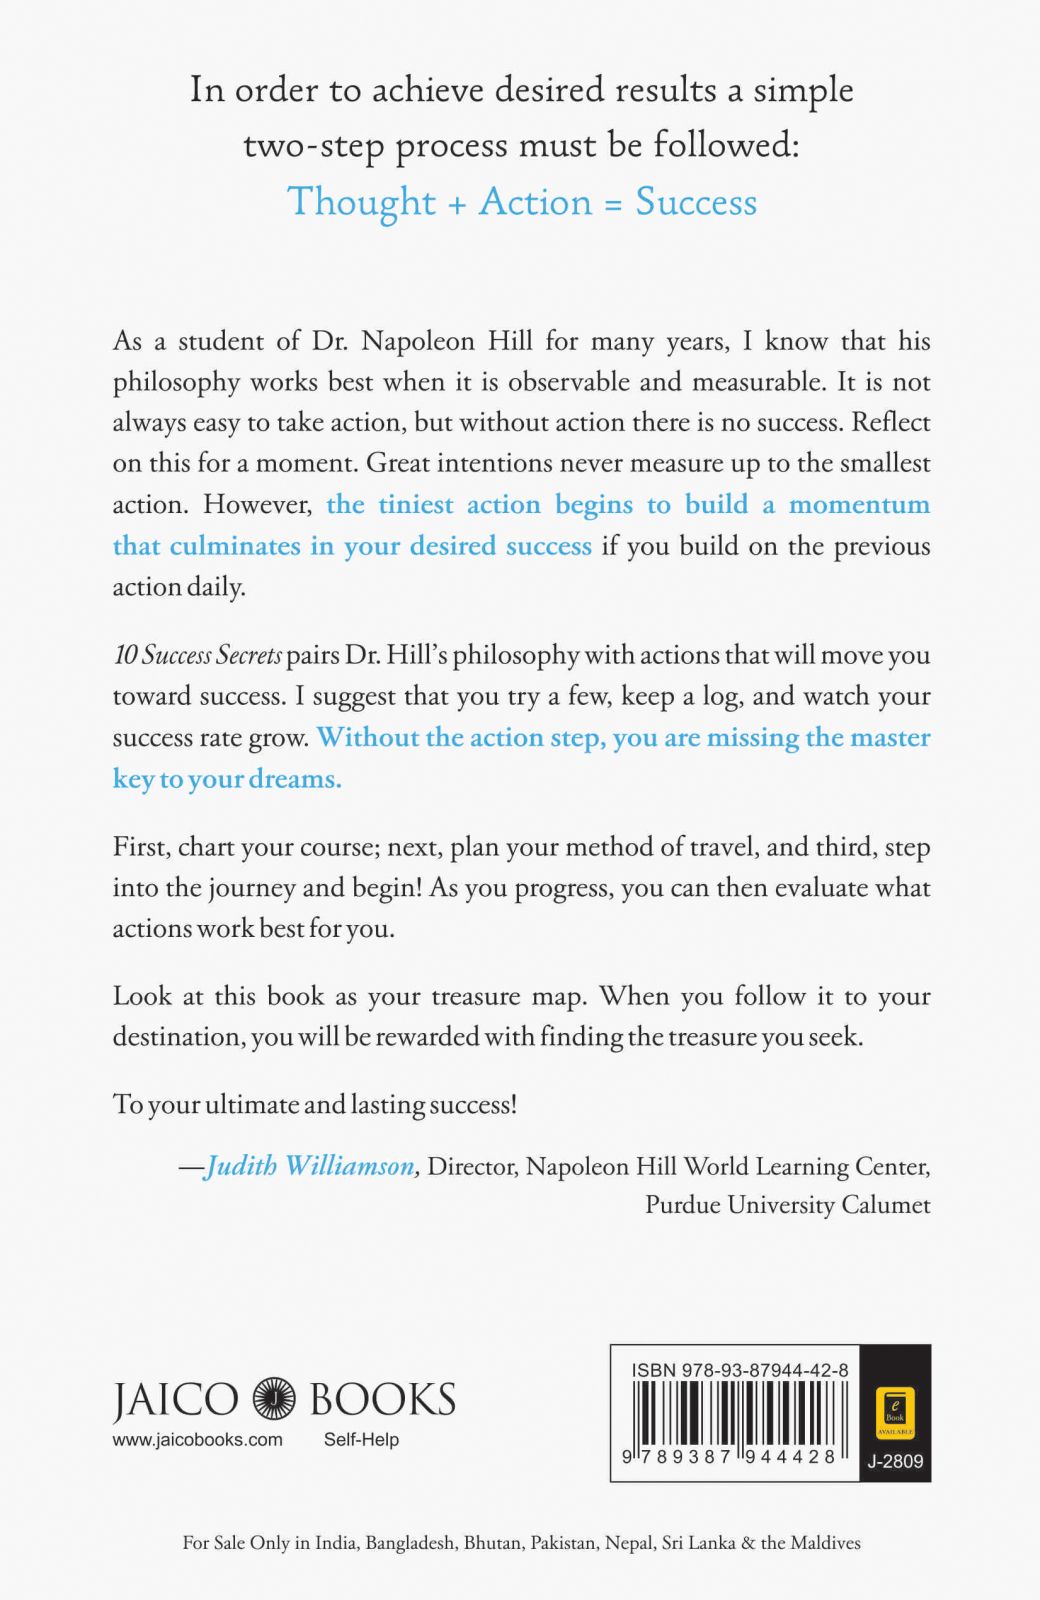 In order to achieve desired results a simple
two-step process must be followed:
Thought + Action = Success
As a student of Dr. Napoleon Hill for many years, I know that his
philosophy works best when it is observable and measurable. It is not
always easy to take action, but without action there is no success. Reflect
on this for a moment. Great intentions never measure up to the smallest
action. However, the tiniest action begins to build a momentum
that culminates in your desired success if you build on the previous
action daily.
10 Success Secrets pairs Dr. Hill's philosophy with actions that will move you
toward success. I suggest that you try a few, keep a log, and watch your
success rate grow. Without the action step, you are missing the master
key to your dreams.
First, chart your course; next, plan your method of travel, and third, step
into the journey and begin! As you progress, you can then evaluate what
actions work best for you.
Look at this book as your treasure map. When you follow it to your
destination, you will be rewarded with finding the treasure you seek.
To your ultimate and lasting success!
—Judith Williamson, Director, Napoleon Hill World Learning Center,
Purdue University Calumet
JAICO J BOOKS
www.jaicobooks.com Self-Help
ISBN 978-93-87944-42-8
9 789387 944428
e
Book
AVAILABLE
J-2809
For Sale Only in India, Bangladesh, Bhutan, Pakistan, Nepal, Sri Lanka & the Maldives